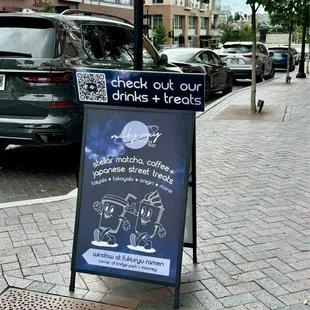 check out our
drinks + treats
milky way
bar
stellar matcha, coffee +
japanese street treats
taiyaki • takoyaki • onigiri + more
window at fukuryu ramen
corner of bridge park + mooney